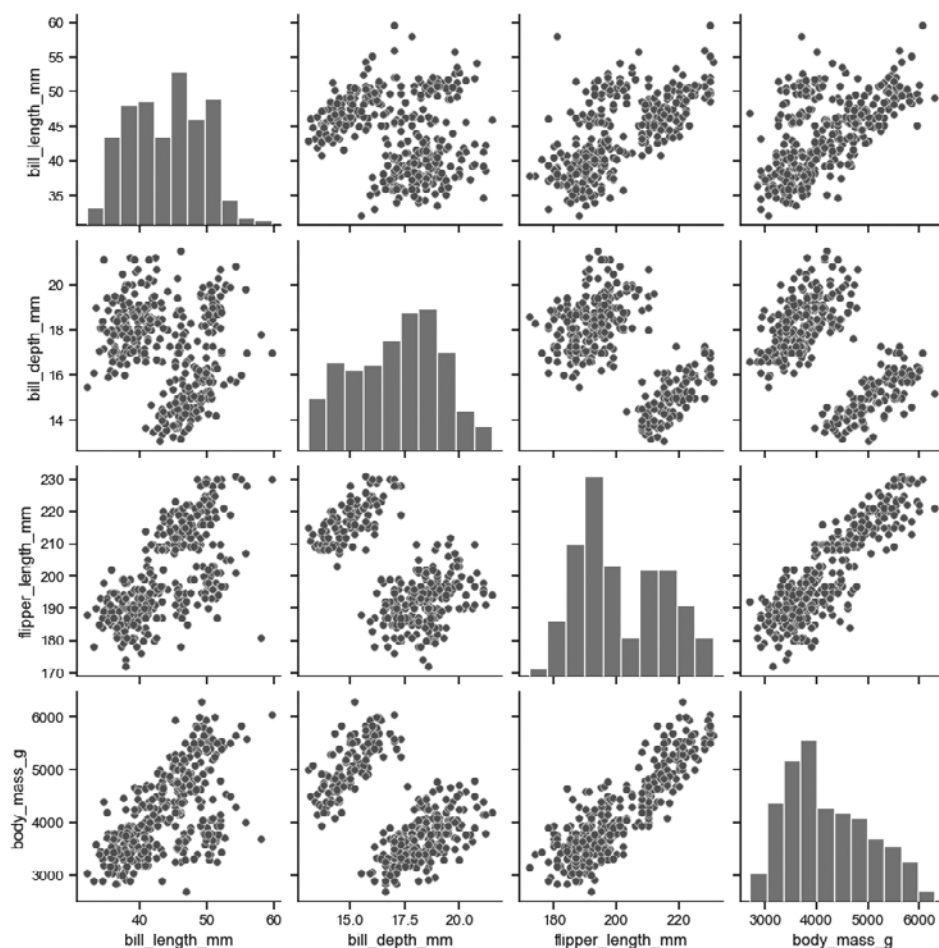 60
55
50
45
40
35
bill_length_mm
20
18
16
14
bill_depth_mm
230
220
210
200
190
180
170
flipper_length_mm
6000
5000
4000
3000
body_mass_g
40 50 60
bill_length_mm
15.0 17.5 20.0
bill_depth_mm
180 200 220
flipper_length_mm
3000 4000 5000 6000
body_mass_g